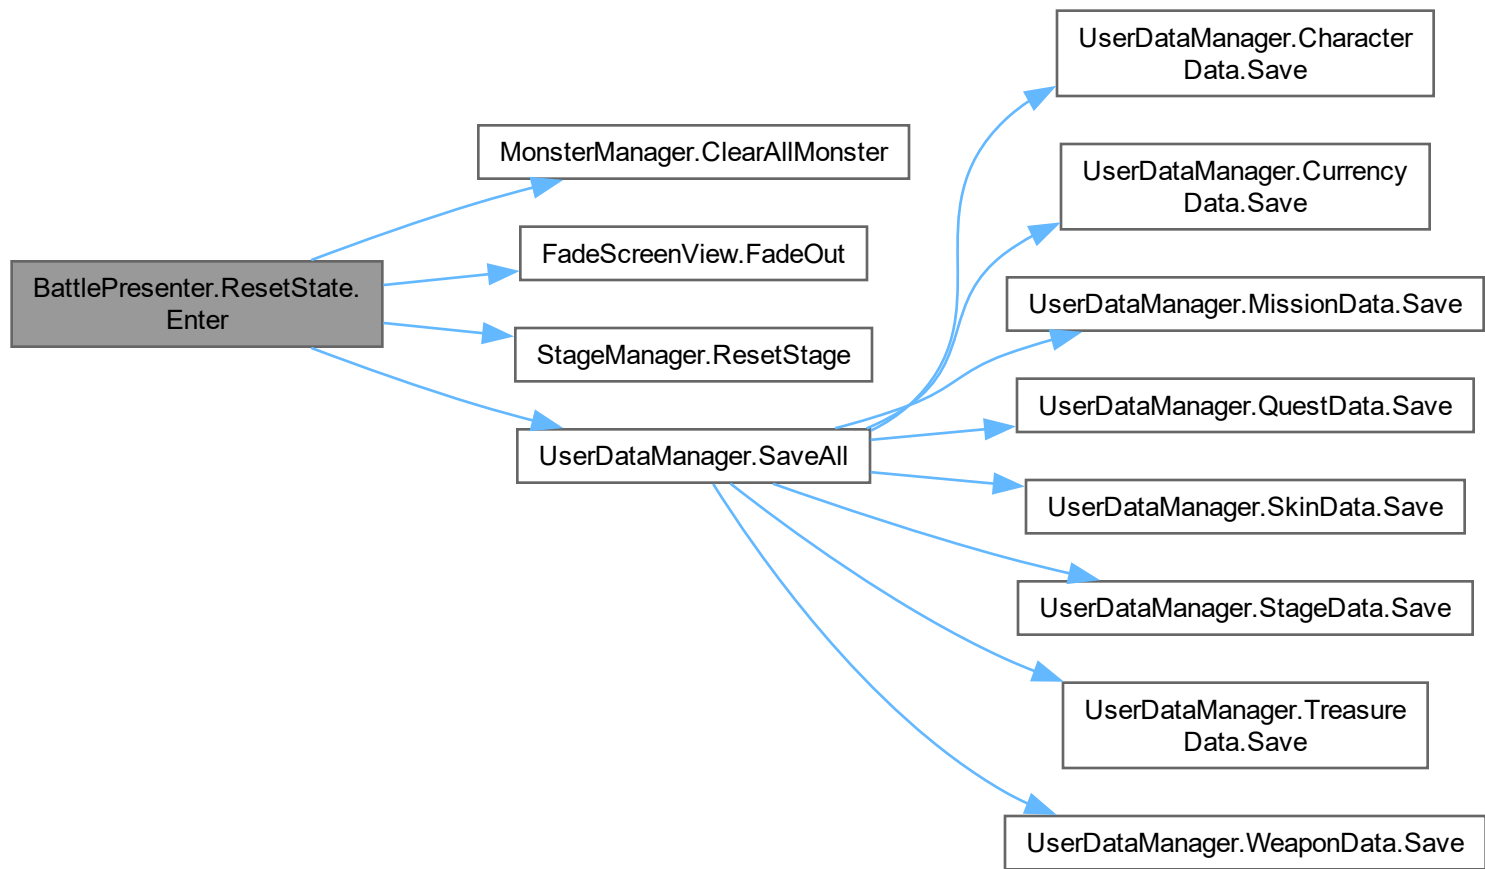 BattlePresenter.ResetState.
Enter
MonsterManager.ClearAllMonster
FadeScreenView.FadeOut
StageManager.ResetStage
UserDataManager.SaveAll
UserDataManager.Character
Data.Save
UserDataManager.Currency
Data.Save
UserDataManager.MissionData.Save
UserDataManager.QuestData.Save
UserDataManager.SkinData.Save
UserDataManager.StageData.Save
UserDataManager.Treasure
Data.Save
UserDataManager.WeaponData.Save